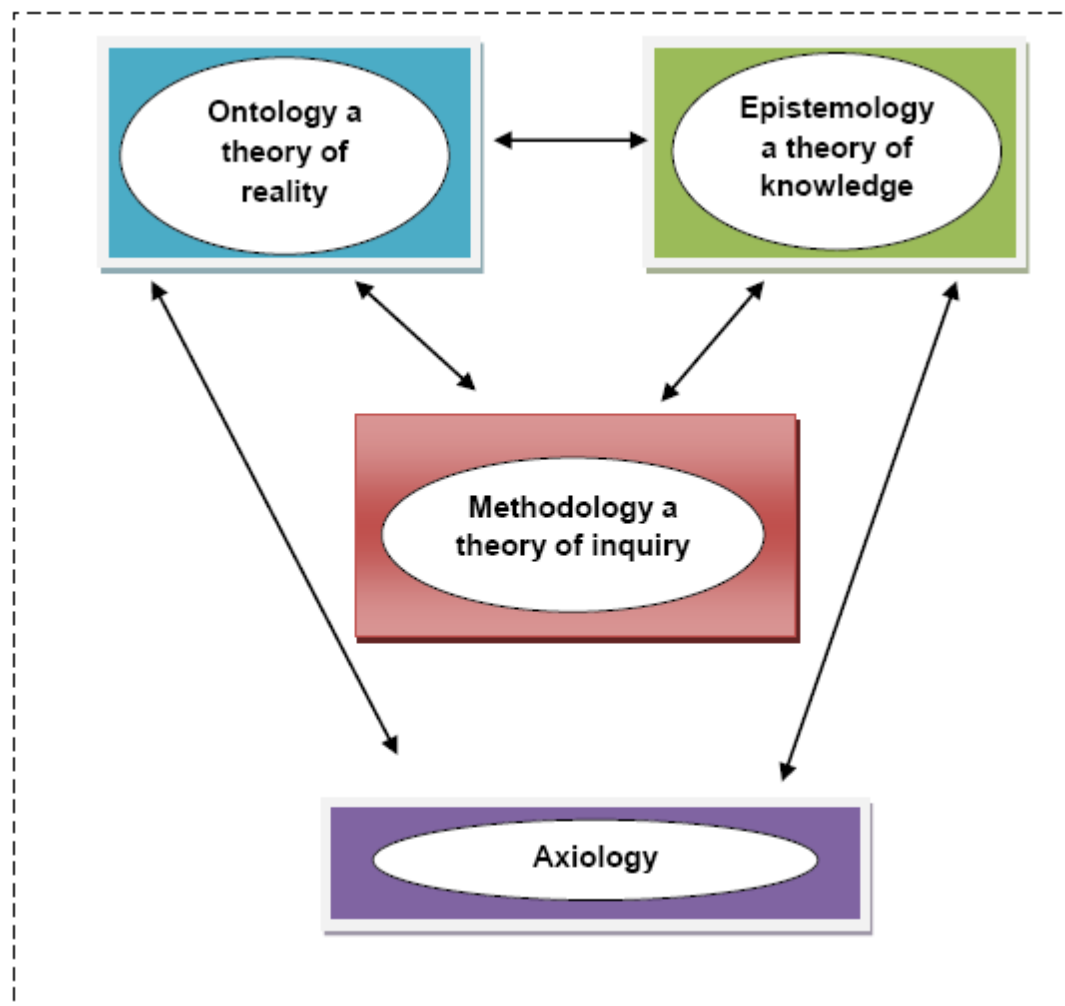 Ontology a
theory of
reality
Epistemology
a theory of
knowledge
Methodology a
theory of inquiry
Axiology